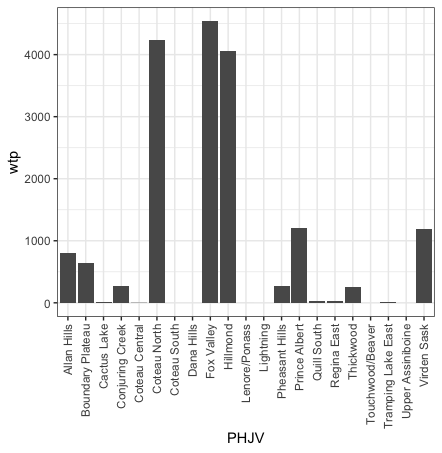 wtp
4000
3000
2000
1000
0
Allan Hills
Boundary Plateau
Cactus Lake
Conjuring Creek
Coteau Central
Coteau North
Coteau South
Dana Hills
Fox Valley
Hillmond
Lenore/Ponass
Lightning
Pheasant Hills
Prince Albert
Quill South
Regina East
Thickwood
Touchwood/Beaver
Tramping Lake East
Upper Assiniboine
Virden Sask
PHJV